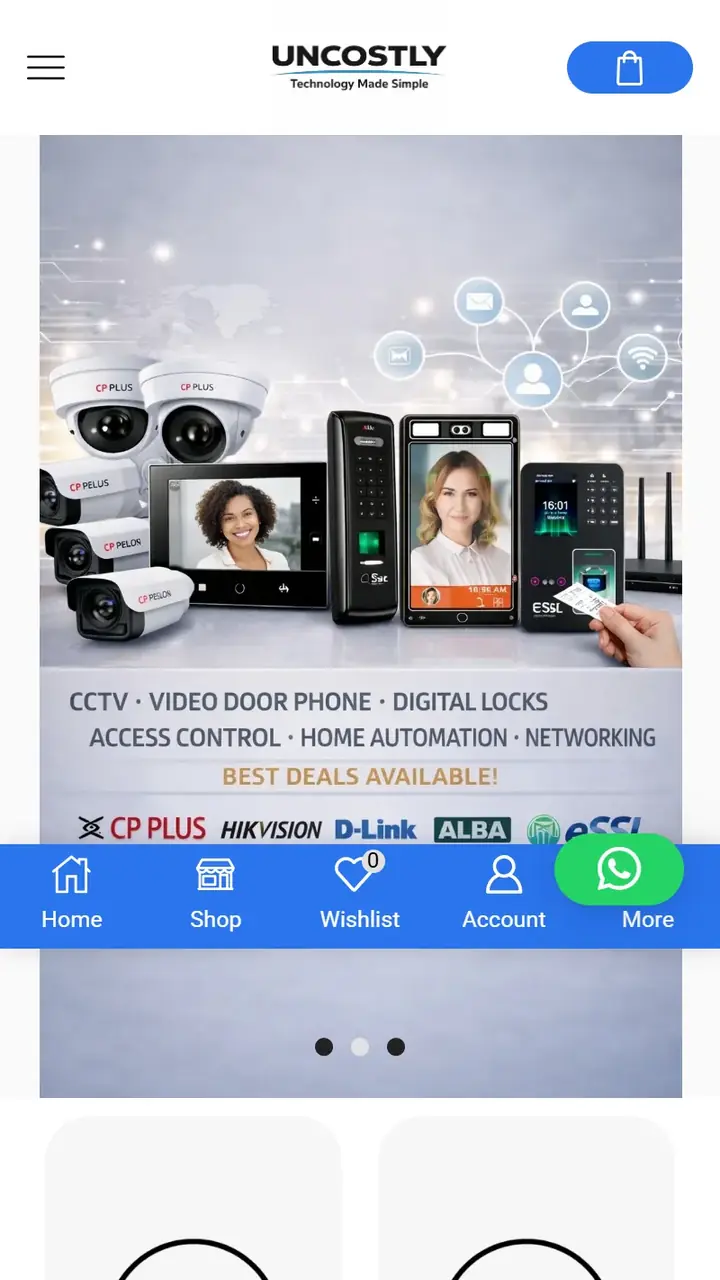 UNCOSTLY
Technology Made Simple
CP PLUS
CP PLUS
CP PELUS
CP PELON
CP PESLON
16:01
eSSL
CCTV · VIDEO DOOR PHONE · DIGITAL LOCKS
ACCESS CONTROL · HOME AUTOMATION · NETWORKING
BEST DEALS AVAILABLE!
CP PLUS HIKVISION D-Link ALBA eSSL
0
Home Shop Wishlist Account More